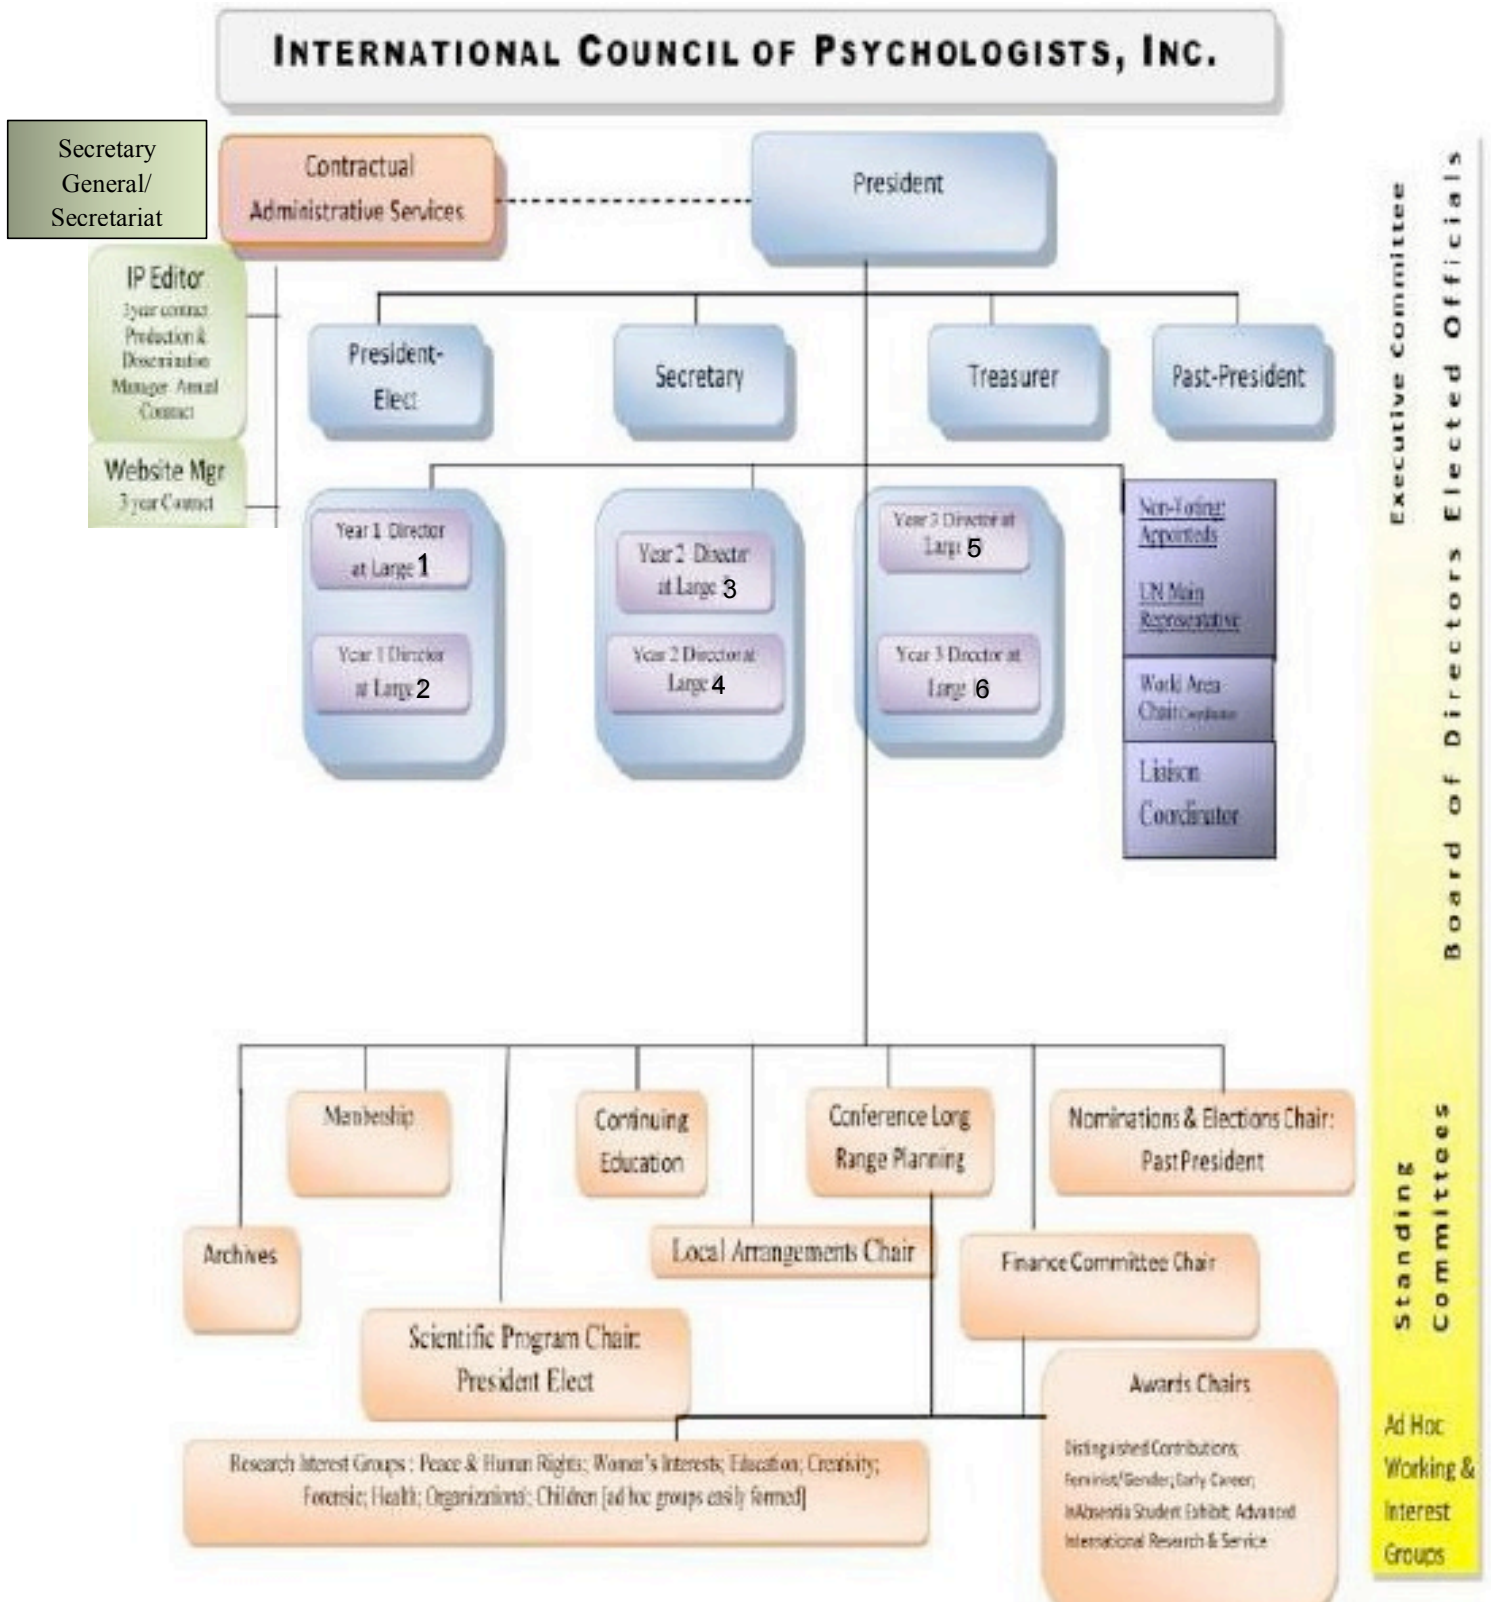 INTERNATIONAL COUNCIL OF PSYCHOLOGISTS, INC.
Secretary
General/
Secretariat
Contractual
Administrative Services
President
IP Editor
3 year contract
Production &
Dissemination
Manager Annual
Contract
Website Mgr
3 year Contract
President-
Elect
Secretary
Treasurer
Past-President
Year 1 Director
at Large 1
Year 1 Director
at Large 2
Year 2 Director
at Large 3
Year 2 Director at
Large 4
Year 3 Director at
Large 5
Year 3 Director at
Large 6
Non-Voting:
Appointeds
UN Main
Representative
World Area
Chair Coordinator
Liaison
Coordinator
Executive Committee
Board of Directors Elected Officials
Membership
Continuing
Education
Conference Long
Range Planning
Nominations & Elections Chair:
Past President
Archives
Local Arrangements Chair
Finance Committee Chair
Scientific Program Chair:
President Elect
Standing
Committees
Research Interest Groups : Peace & Human Rights; Women's Interests; Education; Creativity;
Forensic; Health; Organizational; Children [ad hoc groups easily formed]
Awards Chairs
Distinguished Contributions;
Feminist/Gender; Early Career;
InAbsentia Student Exhibit; Advanced
International Research & Service
Ad Hoc
Working &
Interest
Groups